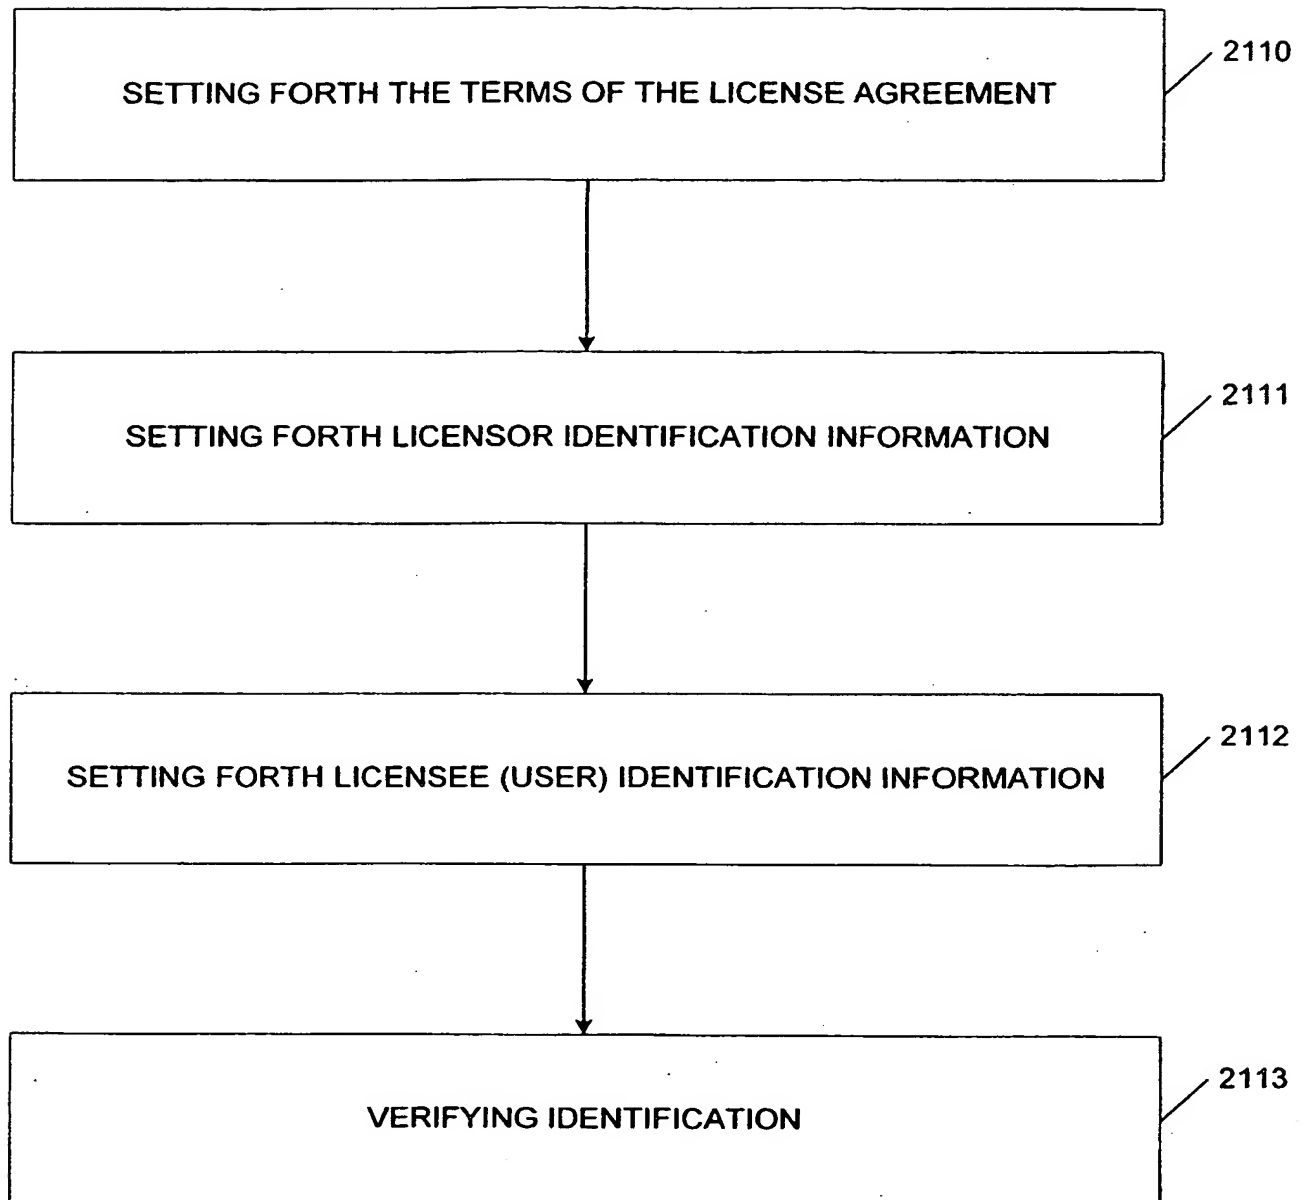 SETTING FORTH THE TERMS OF THE LICENSE AGREEMENT
2110
SETTING FORTH LICENSOR IDENTIFICATION INFORMATION
2111
SETTING FORTH LICENSEE (USER) IDENTIFICATION INFORMATION
2112
VERIFYING IDENTIFICATION
2113